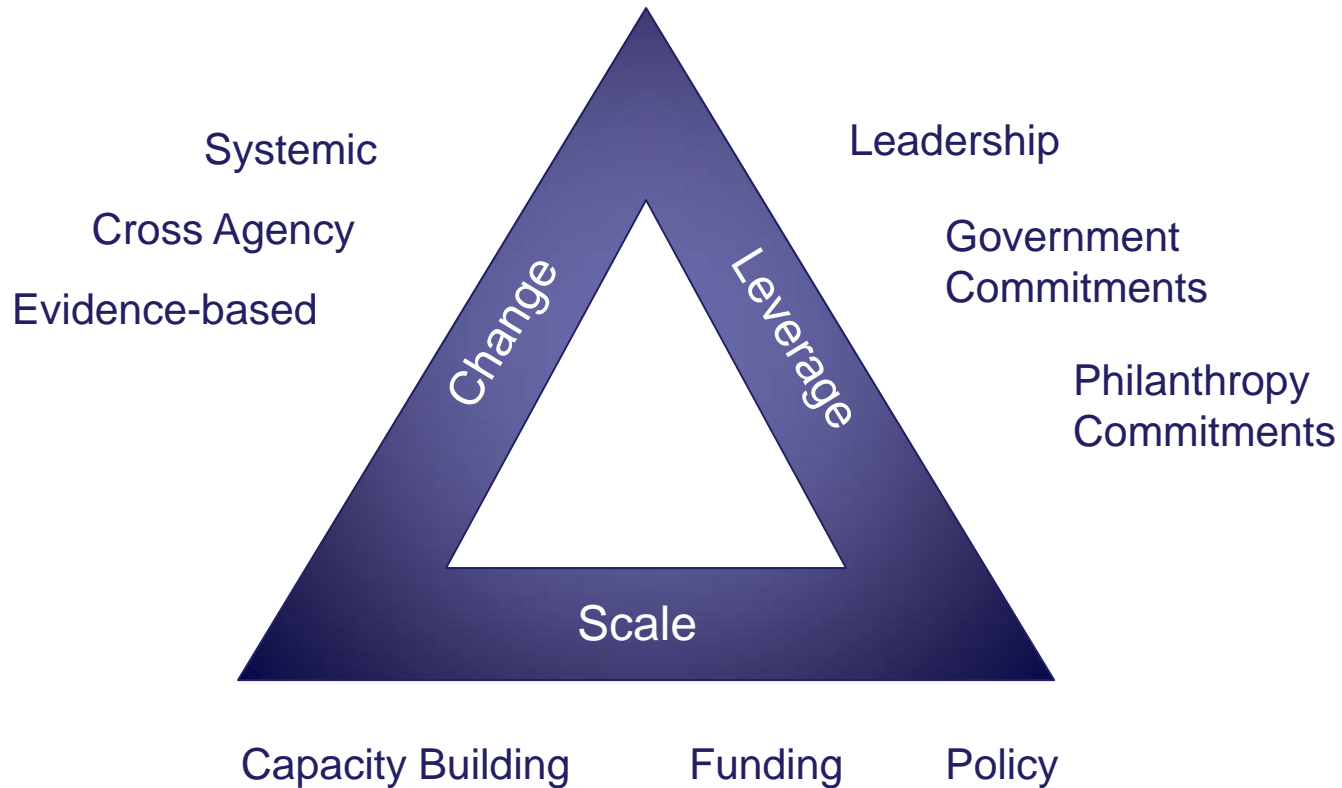 Systemic
Cross Agency
Evidence-based
Change
Leverage
Leadership
Government
Commitments
Philanthropy
Commitments
Scale
Capacity Building
Funding
Policy